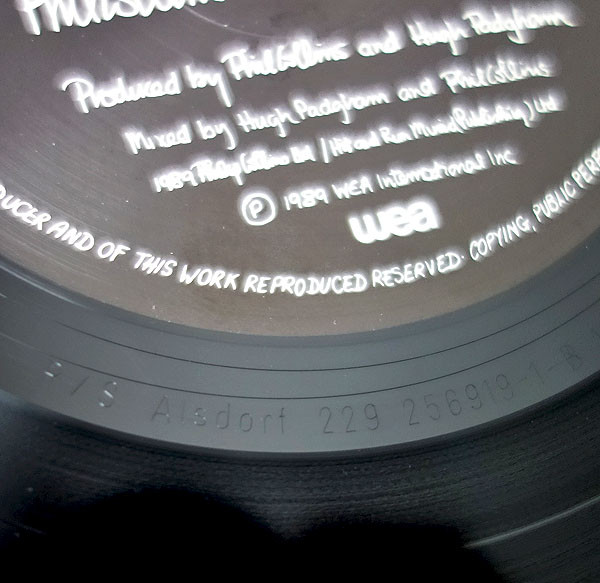 Produced by Phil Collins and Hugh Padgham
Mixed by Hugh Padgham and Phil Collins
1989 Philip Collins Ltd / Hit and Run Music (Publishing) Ltd
Ⓟ 1989 WEA International Inc
wea
AND OF THIS WORK REPRODUCED RESERVED· COPYING, PUBLIC
/ S Alsdorf 229 256919-1-B